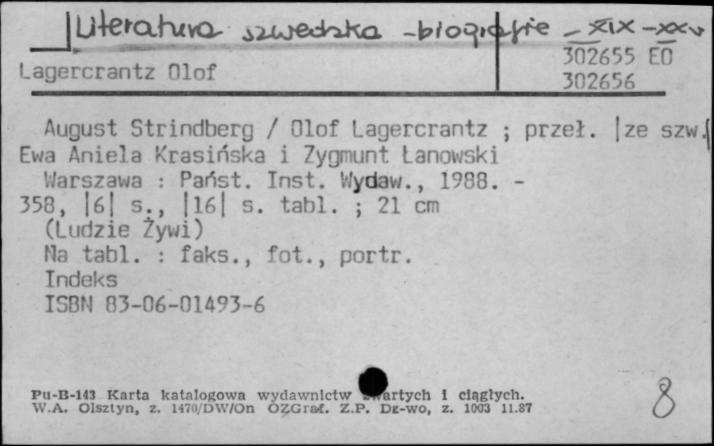 Literatura szwedzka - biografie - XIX - XX w
302655 EO
Lagercrantz Olof
302656
August Strindberg / Olof Lagercrantz ; przeł. |ze szw.|
Ewa Aniela Krasińska i Zygmunt Łanowski
Warszawa : Państ. Inst. Wydaw., 1988. -
358, |6| s., |16| s. tabl. ; 21 cm
(Ludzie Żywi)
Na tabl. : faks., fot., portr.
Indeks
ISBN 83-06-01493-6
Pu-B-143 Karta katalogowa wydawnictw zwartych i ciągłych.
W.A. Olsztyn, z. 1470/DW/On OZGraf. Z.P. Dz-wo, z. 1003 11.87
8